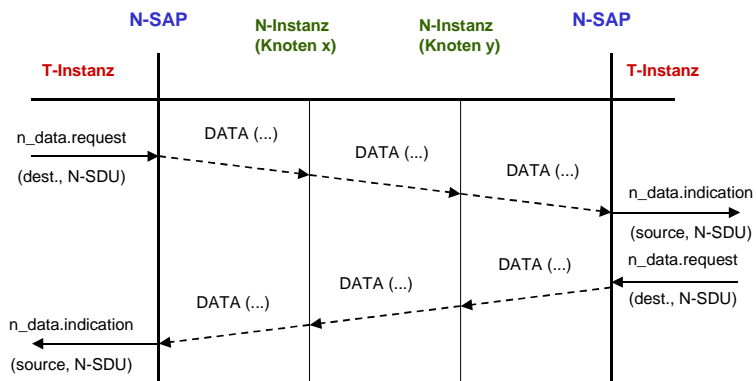 N-SAP
N-Instanz
(Knoten x)
N-Instanz
(Knoten y)
N-SAP
T-Instanz
T-Instanz
n_data.request
(dest., N-SDU)
DATA (...)
DATA (...)
DATA (...)
n_data.indication
(source, N-SDU)
n_data.request
(dest., N-SDU)
DATA (...)
DATA (...)
DATA (...)
n_data.indication
(source, N-SDU)